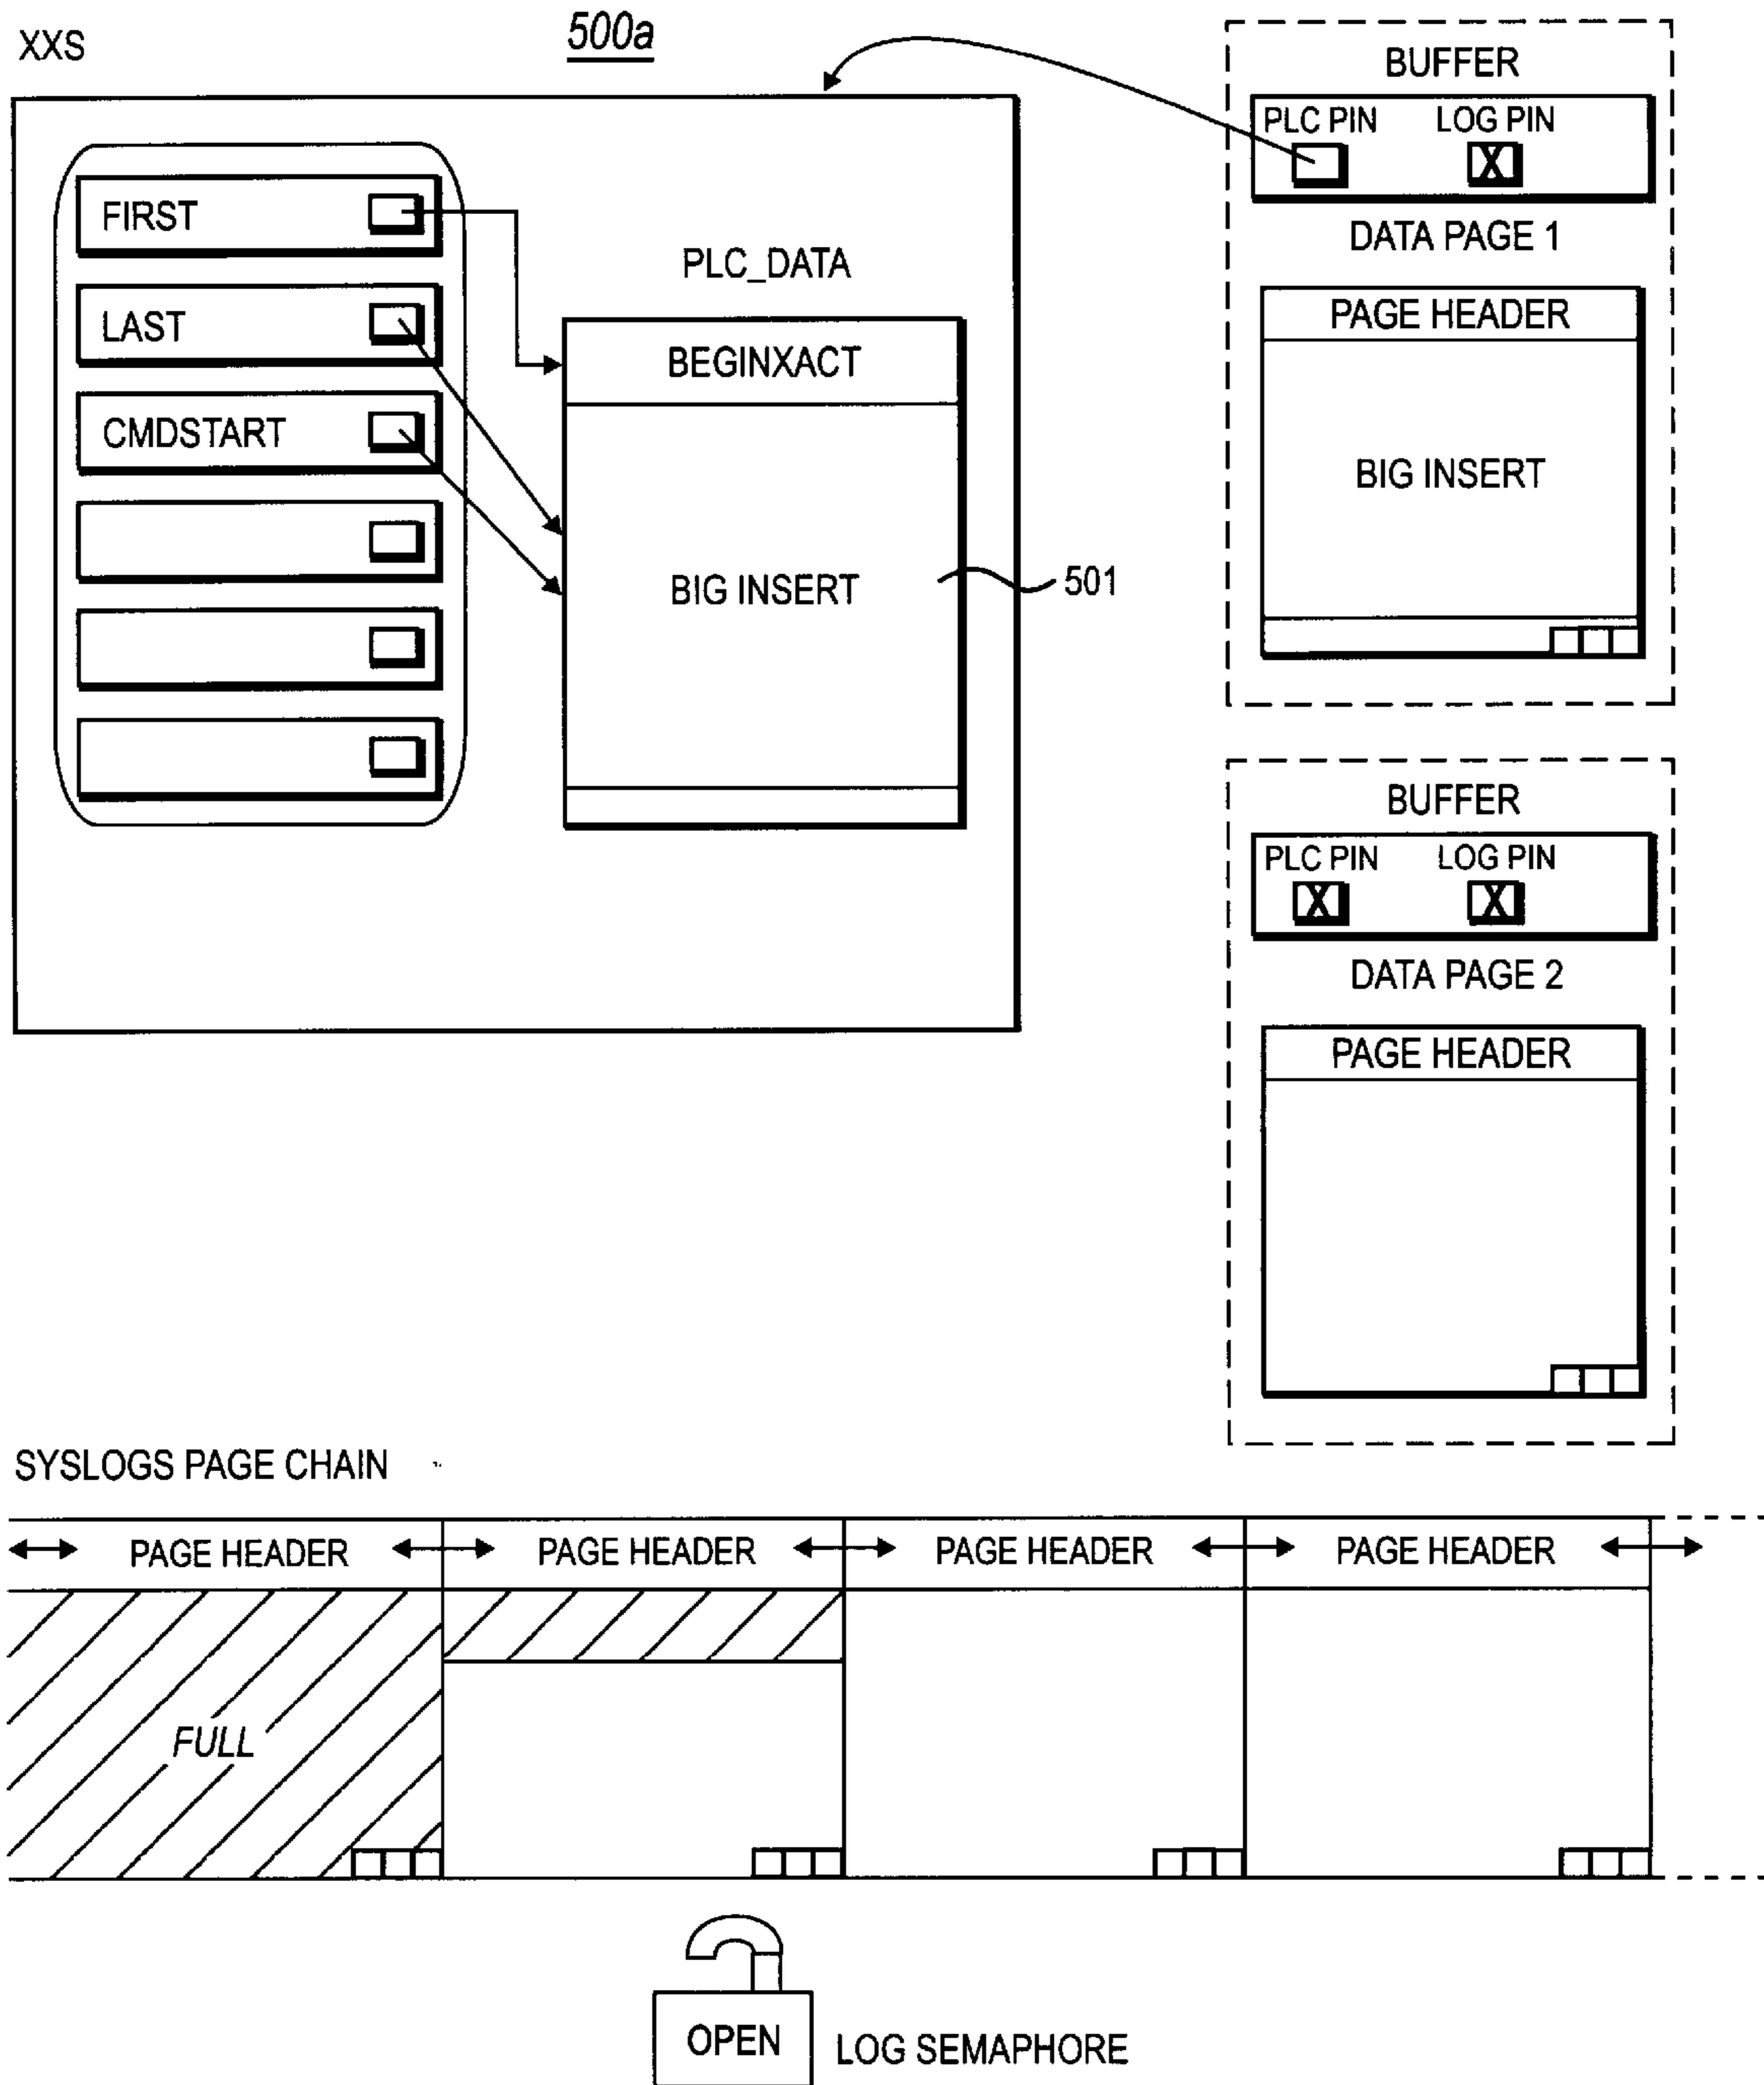 XXS
500a
FIRST
LAST
CMDSTART
PLC_DATA
BEGINXACT
BIG INSERT
501
BUFFER
PLC PIN LOG PIN
X
DATA PAGE 1
PAGE HEADER
BIG INSERT
BUFFER
PLC PIN LOG PIN
X X
DATA PAGE 2
PAGE HEADER
SYSLOGS PAGE CHAIN
PAGE HEADER PAGE HEADER PAGE HEADER PAGE HEADER
FULL
OPEN
LOG SEMAPHORE